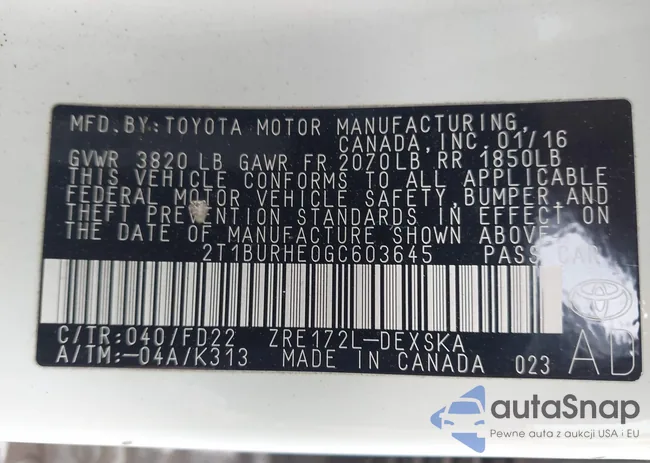 MFD. BY: TOYOTA MOTOR MANUFACTURING,
CANADA, INC. 01/16
GVWR 3820 LB GAWR FR 2070LB RR 1850LB
THIS VEHICLE CONFORMS TO ALL APPLICABLE
FEDERAL MOTOR VEHICLE SAFETY, BUMPER, AND
THEFT PREVENTION STANDARDS IN EFFECT ON
THE DATE OF MANUFACTURE SHOWN ABOVE.
2T1BURHE0GC603645 PASS CAR
C/TR: 040/FD22 ZRE172L-DEXSKA
A/TM: -04A/K313 MADE IN CANADA 023 AD
autaSnap
Pewne auta z aukcji USA i EU